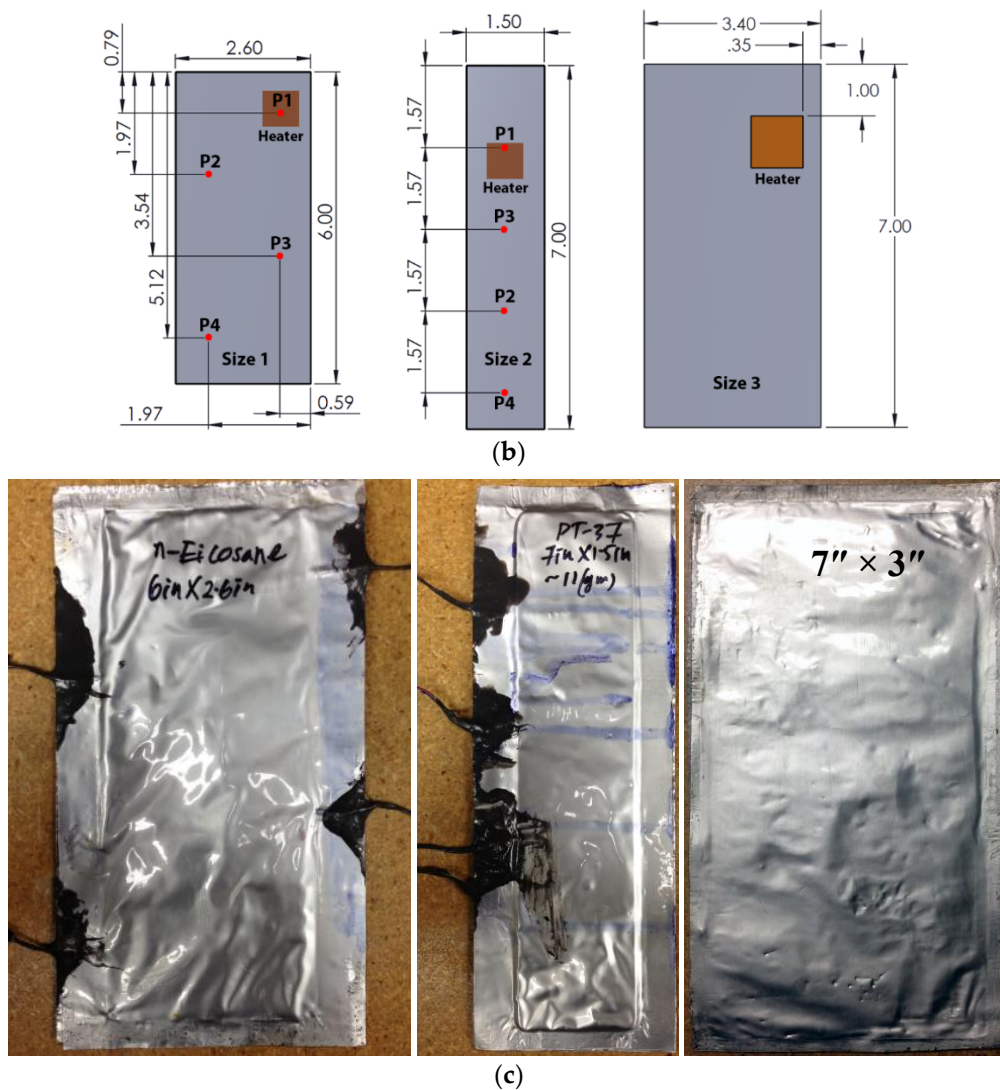 0.79
1.97
3.54
5.12
2.60
P1
Heater
P2
P3
P4
Size 1
6.00
1.97
0.59
1.50
1.57
1.57
1.57
1.57
P1
Heater
P3
P2
P4
Size 2
7.00
3.40
.35
1.00
Heater
7.00
Size 3
(b)
n-Eicosane
6in X 2.6in
PT-37
7in X 1.5in
~11(gm)
7" × 3"
(c)